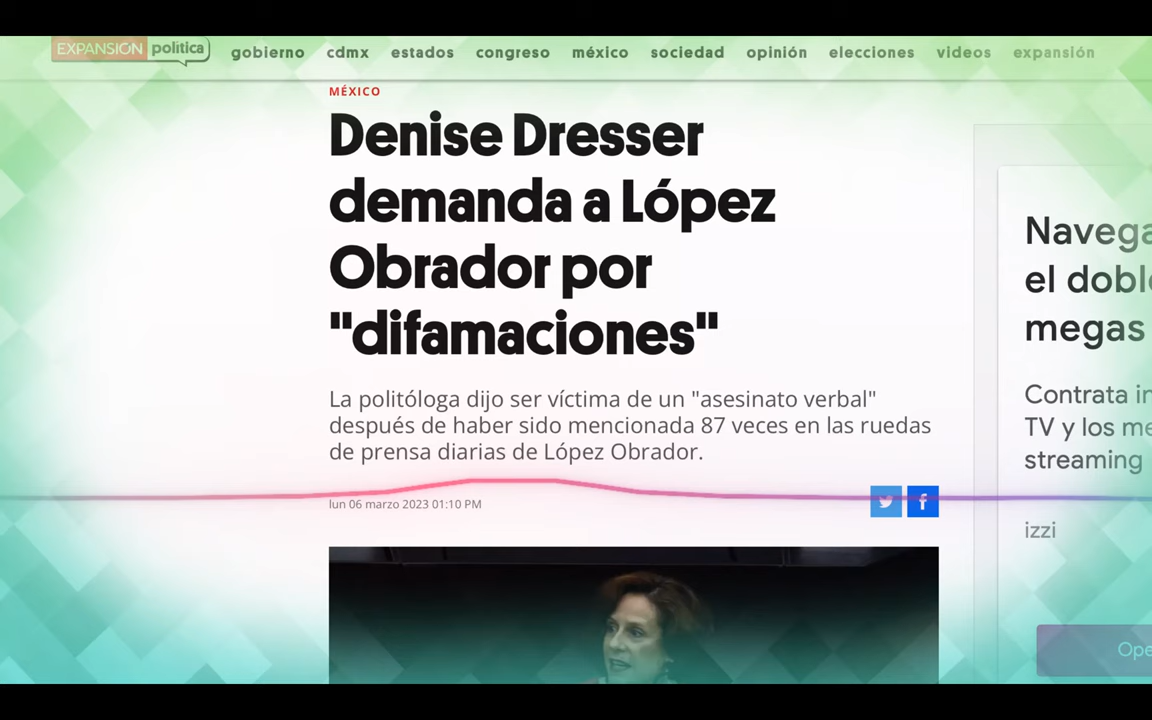 EXPANSIÓN política
gobierno cdmx estados congreso méxico sociedad opinión elecciones videos expansión
MÉXICO
Denise Dresser
demanda a López
Obrador por
"difamaciones"
La politóloga dijo ser víctima de un "asesinato verbal"
después de haber sido mencionada 87 veces en las ruedas
de prensa diarias de López Obrador.
lun 06 marzo 2023 01:10 PM
Navega
el doble
megas
Contrata in
TV y los me
streaming
izzi
Ope